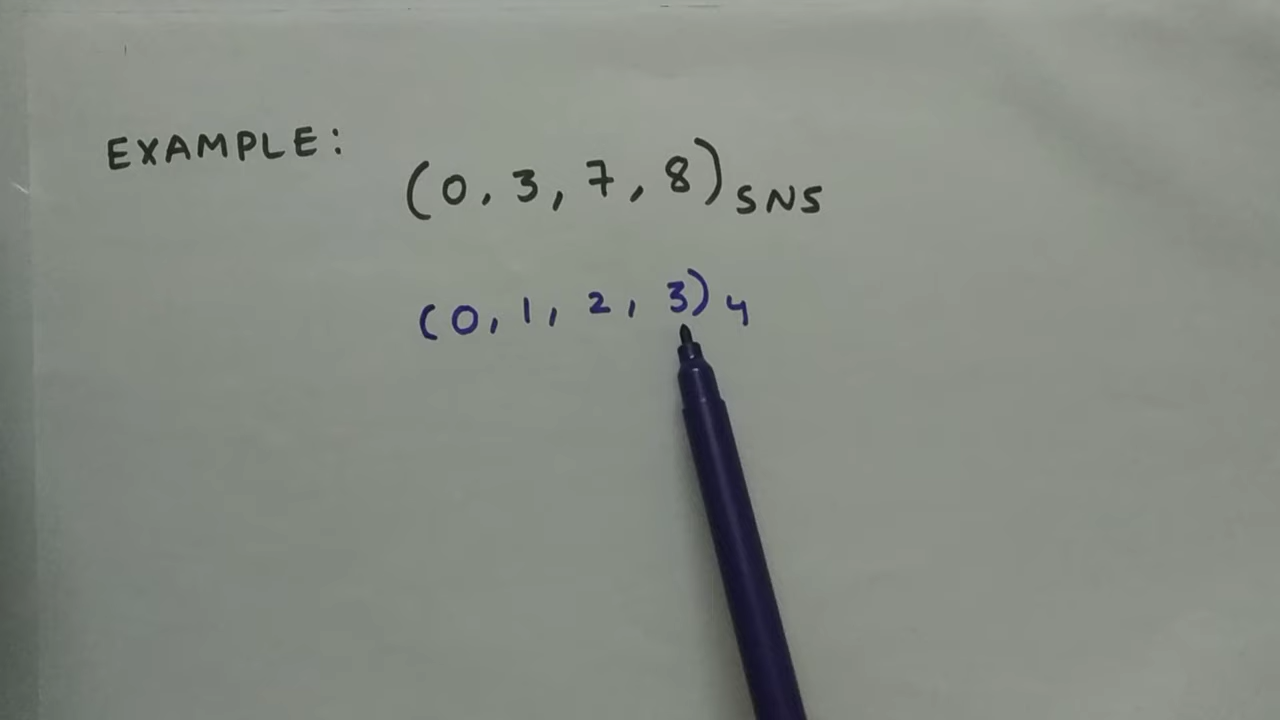 EXAMPLE:
(0, 3, 7, 8)SNS
(0, 1, 2, 3)4